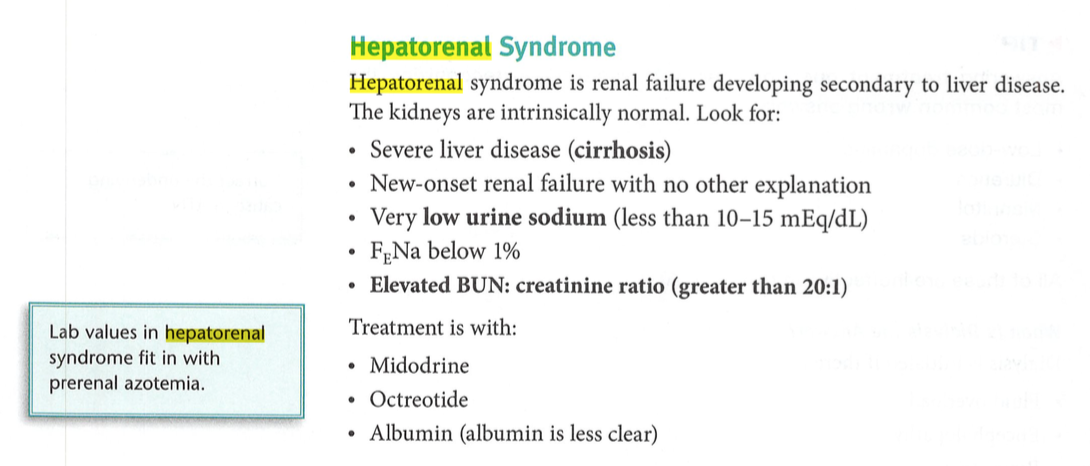 Hepatorenal Syndrome
Hepatorenal syndrome is renal failure developing secondary to liver disease.
The kidneys are intrinsically normal. Look for:
• Severe liver disease (cirrhosis)
• New-onset renal failure with no other explanation
• Very low urine sodium (less than 10–15 mEq/dL)
• FENa below 1%
• Elevated BUN: creatinine ratio (greater than 20:1)
Lab values in hepatorenal
syndrome fit in with
prerenal azotemia.
Treatment is with:
• Midodrine
• Octreotide
• Albumin (albumin is less clear)